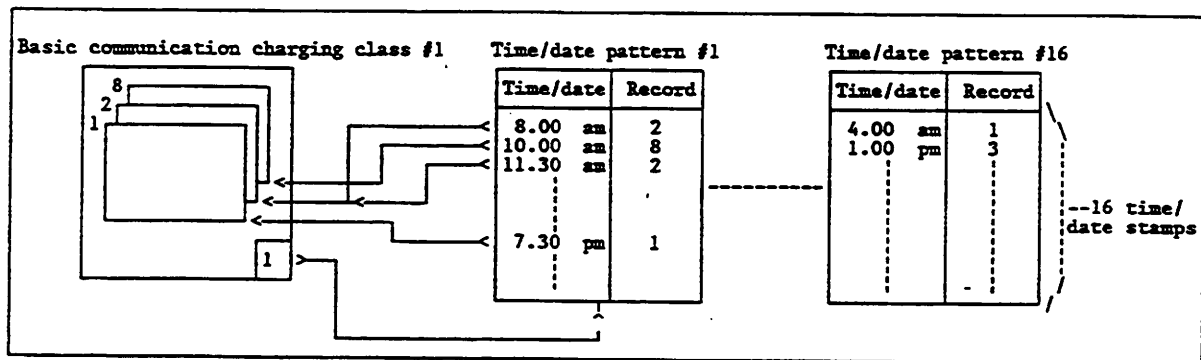 Basic communication charging class #1
8
2
1
1
Time/date pattern #1
Time/date Record
8.00 am 2
10.00 am 8
11.30 am 2
7.30 pm 1
Time/date pattern #16
Time/date Record
4.00 am 1
1.00 pm 3
--16 time/
date stamps